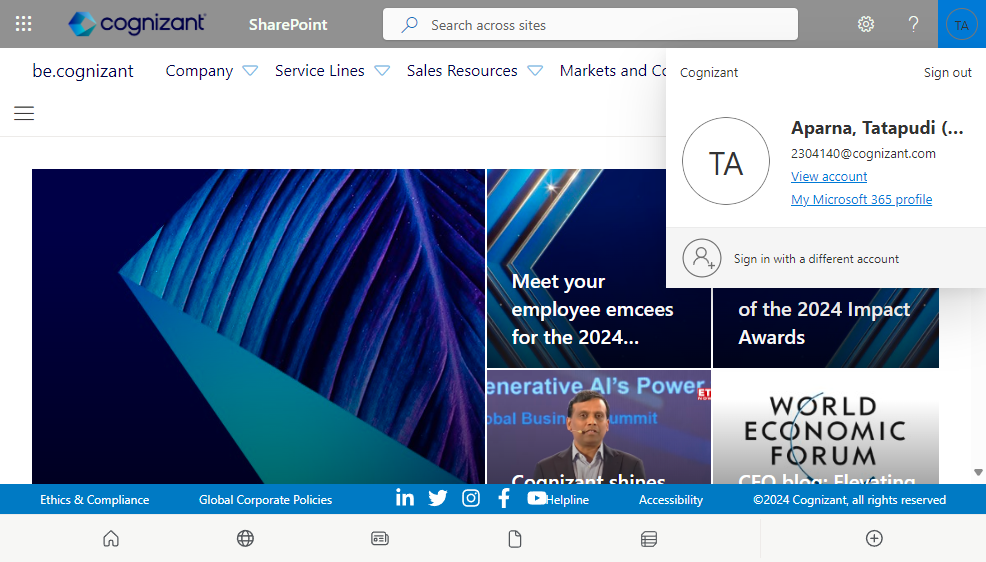 cognizant
SharePoint
Search across sites
TA
be.cognizant
Company
Service Lines
Sales Resources
Markets and
Cognizant
Sign out
TA
Aparna, Tatapudi (...
2304140@cognizant.com
View account
My Microsoft 365 profile
Sign in with a different account
Meet your
employee emcees
for the 2024...
of the 2024 Impact
Awards
enerative AI's Power
obal Business Summit
ET
NOW
Cognizant shines
WORLD
ECONOMIC
FORUM
CEO blog: Elevating
Ethics & Compliance
Global Corporate Policies
Helpline
Accessibility
©2024 Cognizant, all rights reserved